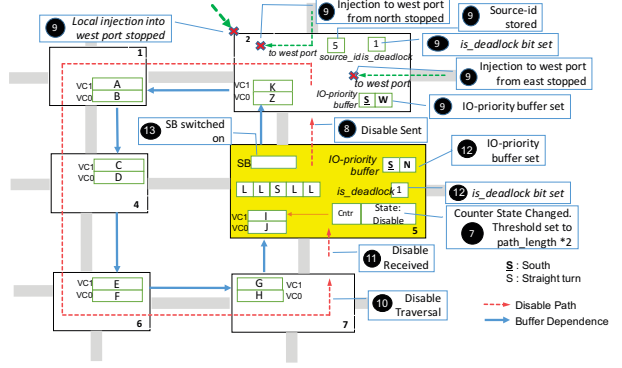 9 Local injection into
west port stopped
9 Injection to west port
from north stopped
9 Source-id
stored
9 is_deadlock bit set
9 Injection to west port
from east stopped
9 IO-priority buffer set
2
to west port
5
source_id
1
is_deadlock
to west port
IO-priority
buffer
S W
VC1 K
VC0 Z
1
VC1 A
VC0 B
13 SB switched
on
8 Disable Sent
12 IO-priority
buffer set
12 is_deadlock bit set
SB
IO-priority
buffer
S N
L L S L L
is_deadlock 1
VC1 I
VC0 J
Cntr
State:
Disable
5
Counter State Changed.
7 Threshold set to
path_length *2
VC1 C
VC0 D
4
11 Disable
Received
10 Disable
Traversal
VC1 E
VC0 F
6
G VC1
H VC0
7
S : South
S : Straight turn
Disable Path
Buffer Dependence